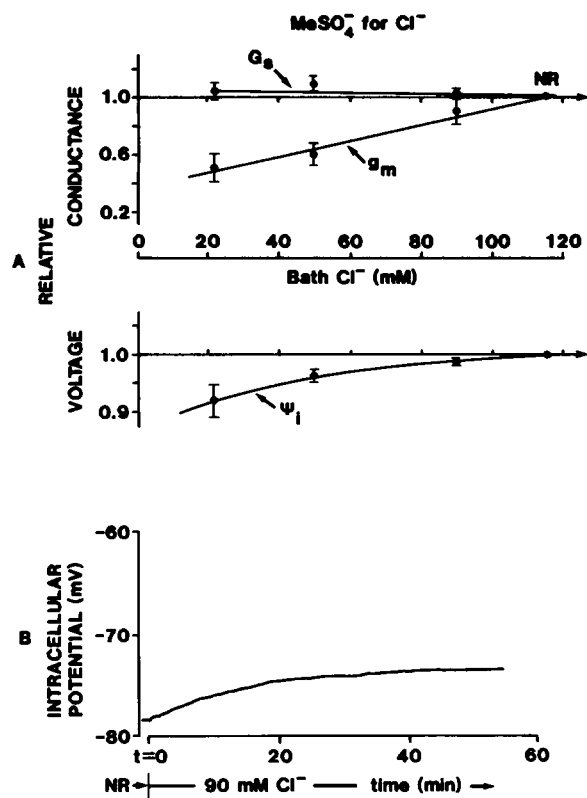 MeSO₄⁻ for Cl⁻
Gs
NR
1.0
0.6
0.2
gm
RELATIVE CONDUCTANCE
0 20 40 60 80 100 120
Bath Cl⁻ (mM)
A
VOLTAGE
1.0
0.9
Ψi
-60
-70
-80
INTRACELLULAR POTENTIAL (mV)
B
t=0 20 40 60
NR 90 mM Cl⁻ time (min)